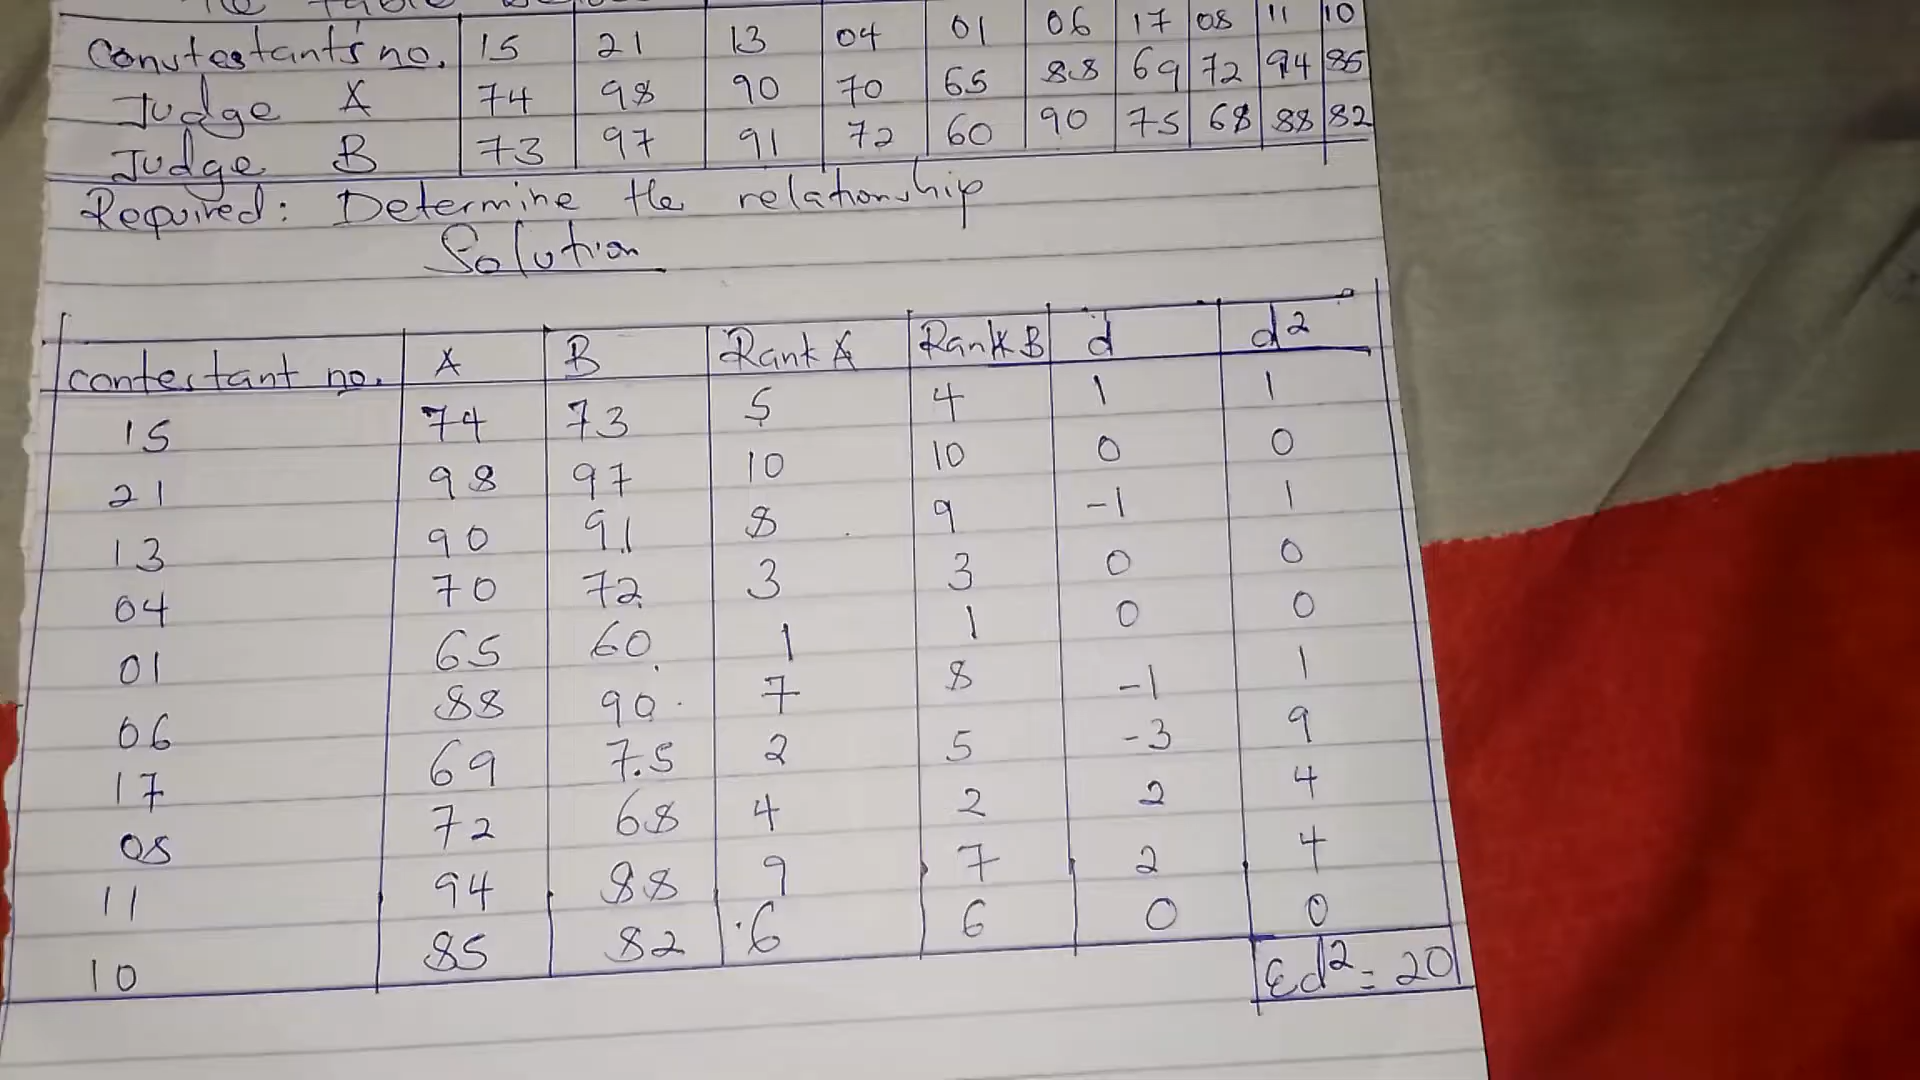 Contestants no. 15 21 13 04 01 06 17 08 11 10
Judge A 74 98 90 70 65 88 69 72 94 85
Judge B 73 97 91 72 60 90 75 68 88 82
Required: Determine the relationship
Solution
contestant no. A B Rank A Rank B d d²
15 74 73 5 4 1 1
21 98 97 10 10 0 0
13 90 91 8 9 -1 1
04 70 72 3 3 0 0
01 65 60 1 1 0 0
06 88 90 7 8 -1 1
17 69 75 2 5 -3 9
08 72 68 4 2 2 4
11 94 88 9 7 2 4
10 85 82 6 6 0 0
Ɛd² = 20